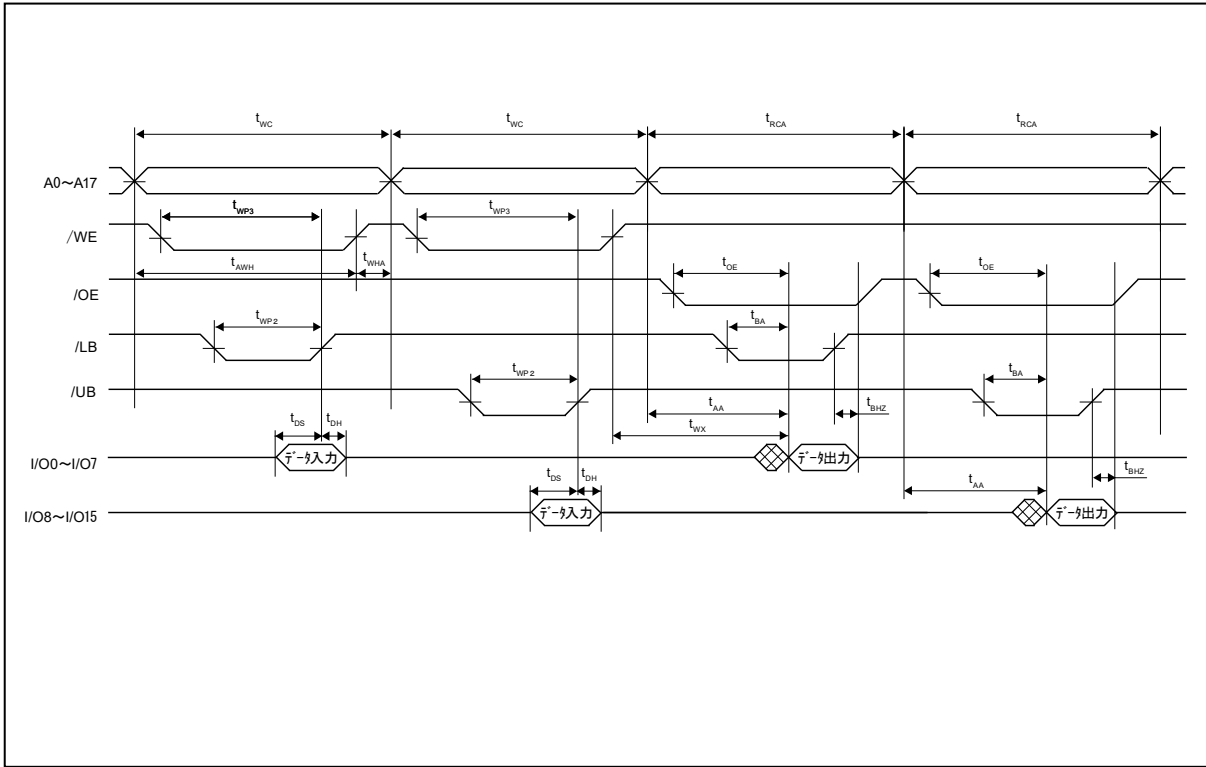 tWC tWC tRCA tRCA
A0～A17
tWP3 tWP3
/WE
tAWH tWHA tOE tOE
/OE
tWP2 tBA
/LB
tWP2 tBA
/UB
tAA tBHZ
tDS tDH tWX
I/O0～I/O7 ﾃﾞｰﾀ入力 ﾃﾞｰﾀ出力
tBHZ
tDS tDH tAA
I/O8～I/O15 ﾃﾞｰﾀ入力 ﾃﾞｰﾀ出力